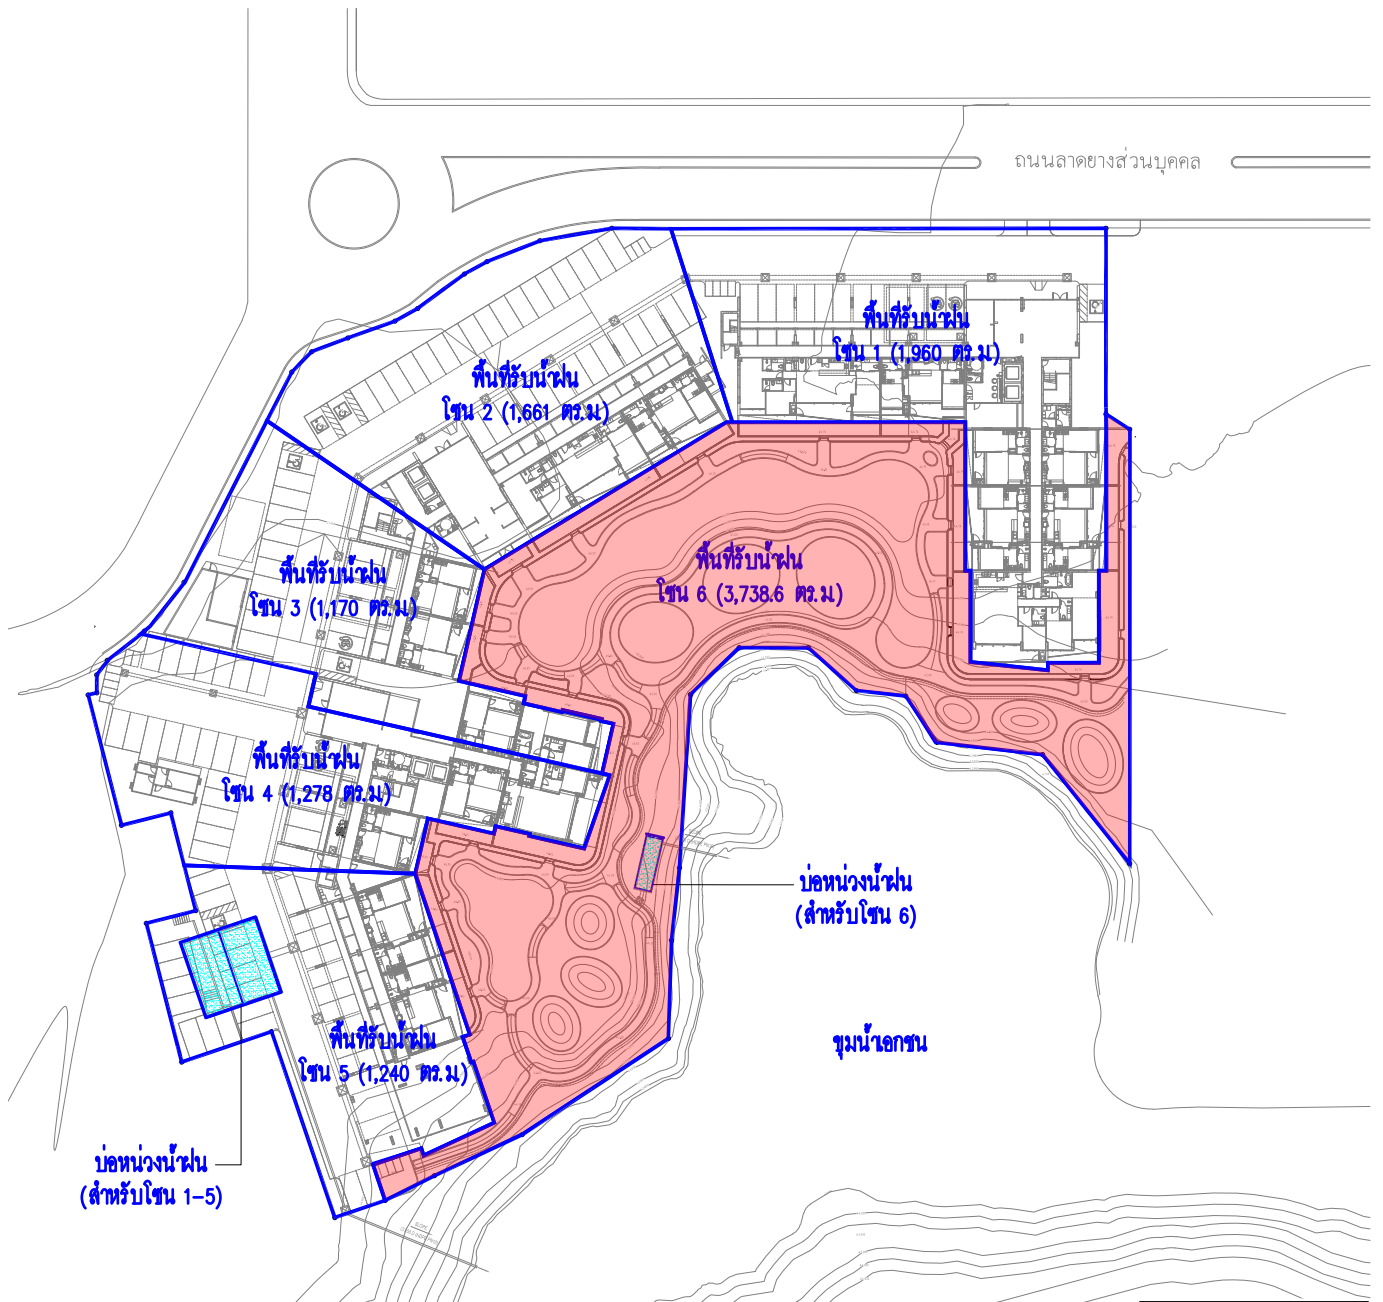 ถนนลาดยางส่วนบุคคล
พื้นที่รับน้ำฝน
โซน 1 (1,960 ตร.ม.)
พื้นที่รับน้ำฝน
โซน 2 (1,661 ตร.ม.)
พื้นที่รับน้ำฝน
โซน 6 (3,738.6 ตร.ม.)
พื้นที่รับน้ำฝน
โซน 3 (1,170 ตร.ม.)
พื้นที่รับน้ำฝน
โซน 4 (1,278 ตร.ม.)
บ่อหน่วงน้ำฝน
(สำหรับโซน 6)
พื้นที่รับน้ำฝน
โซน 5 (1,240 ตร.ม.)
ขุมน้ำเอกชน
บ่อหน่วงน้ำฝน
(สำหรับโซน 1-5)
SLOPE